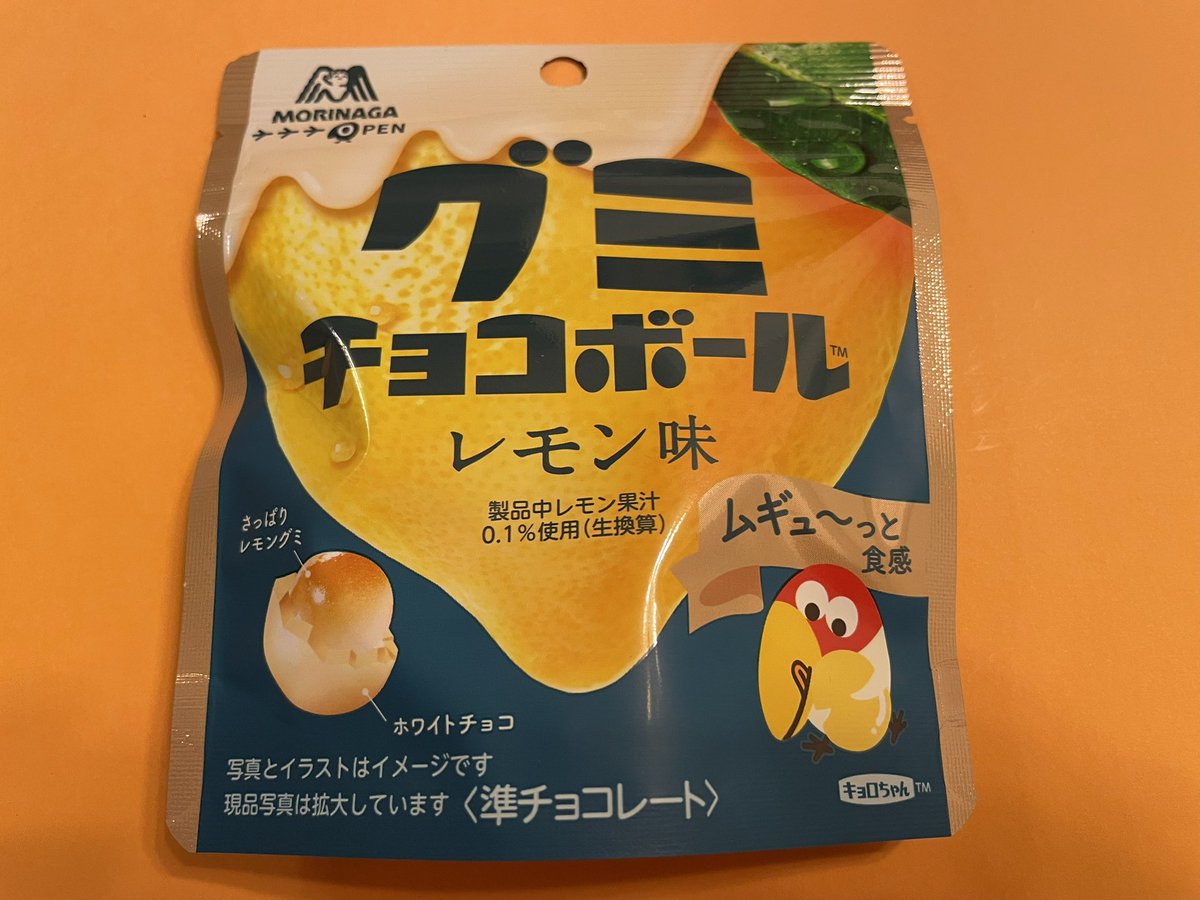 MORINAGA
OPEN
グミ
チョコボール™
レモン味
製品中レモン果汁
0.1%使用(生換算)
ムギュ〜っと
食感
さっぱり
レモングミ
ホワイトチョコ
写真とイラストはイメージです
現品写真は拡大しています〈準チョコレート〉
キョロちゃん™